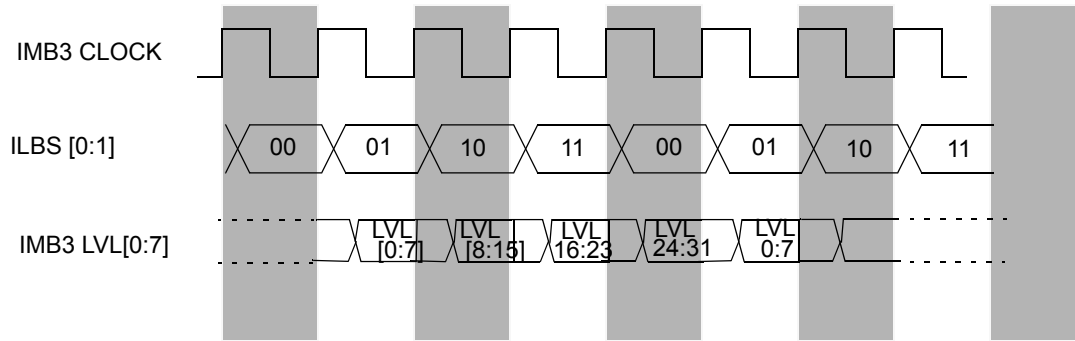 IMB3 CLOCK
ILBS [0:1]
00 01 10 11 00 01 10 11
IMB3 LVL[0:7]
LVL LVL LVL LVL LVL
[0:7] [8:15] 16:23 24:31 0:7